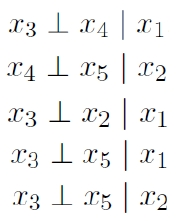 x₃ ⊥ x₄ | x₁
x₄ ⊥ x₅ | x₂
x₃ ⊥ x₂ | x₁
x₃ ⊥ x₅ | x₁
x₃ ⊥ x₅ | x₂